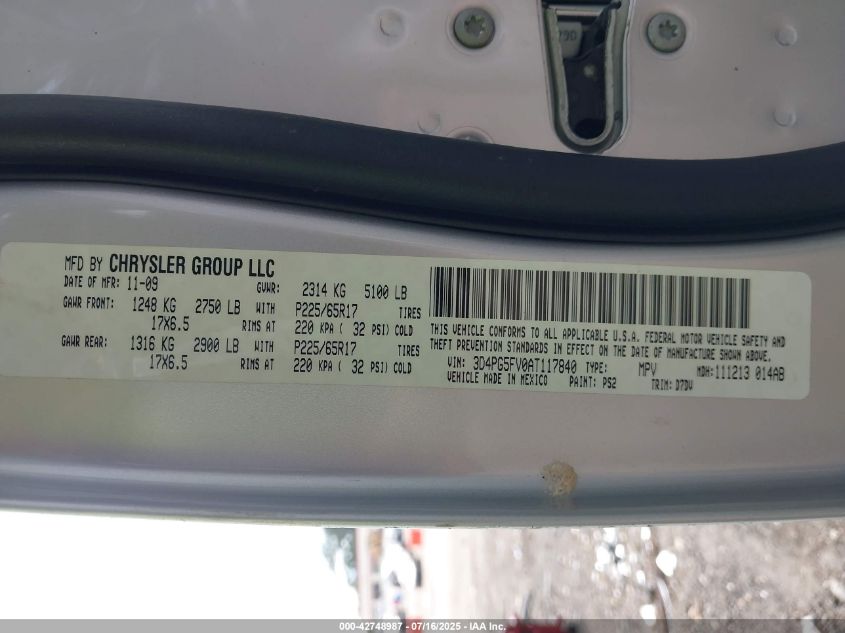 29D
MFD BY CHRYSLER GROUP LLC
DATE OF MFR: 11-09 GVWR: 2314 KG 5100 LB
GAWR FRONT: 1248 KG 2750 LB WITH P225/65R17 TIRES
17X6.5 RIMS AT 220 KPA ( 32 PSI) COLD
GAWR REAR: 1316 KG 2900 LB WITH P225/65R17 TIRES
17X6.5 RIMS AT 220 KPA ( 32 PSI) COLD
THIS VEHICLE CONFORMS TO ALL APPLICABLE U.S.A. FEDERAL MOTOR VEHICLE SAFETY AND
THEFT PREVENTION STANDARDS IN EFFECT ON THE DATE OF MANUFACTURE SHOWN ABOVE.
VIN: 3D4PG5FV0AT117840 TYPE: MPV MDH: 111213 014AB
VEHICLE MADE IN MEXICO PAINT: PS2 TRIM: D7DV
000-42748987 - 07/16/2025 - IAA Inc.